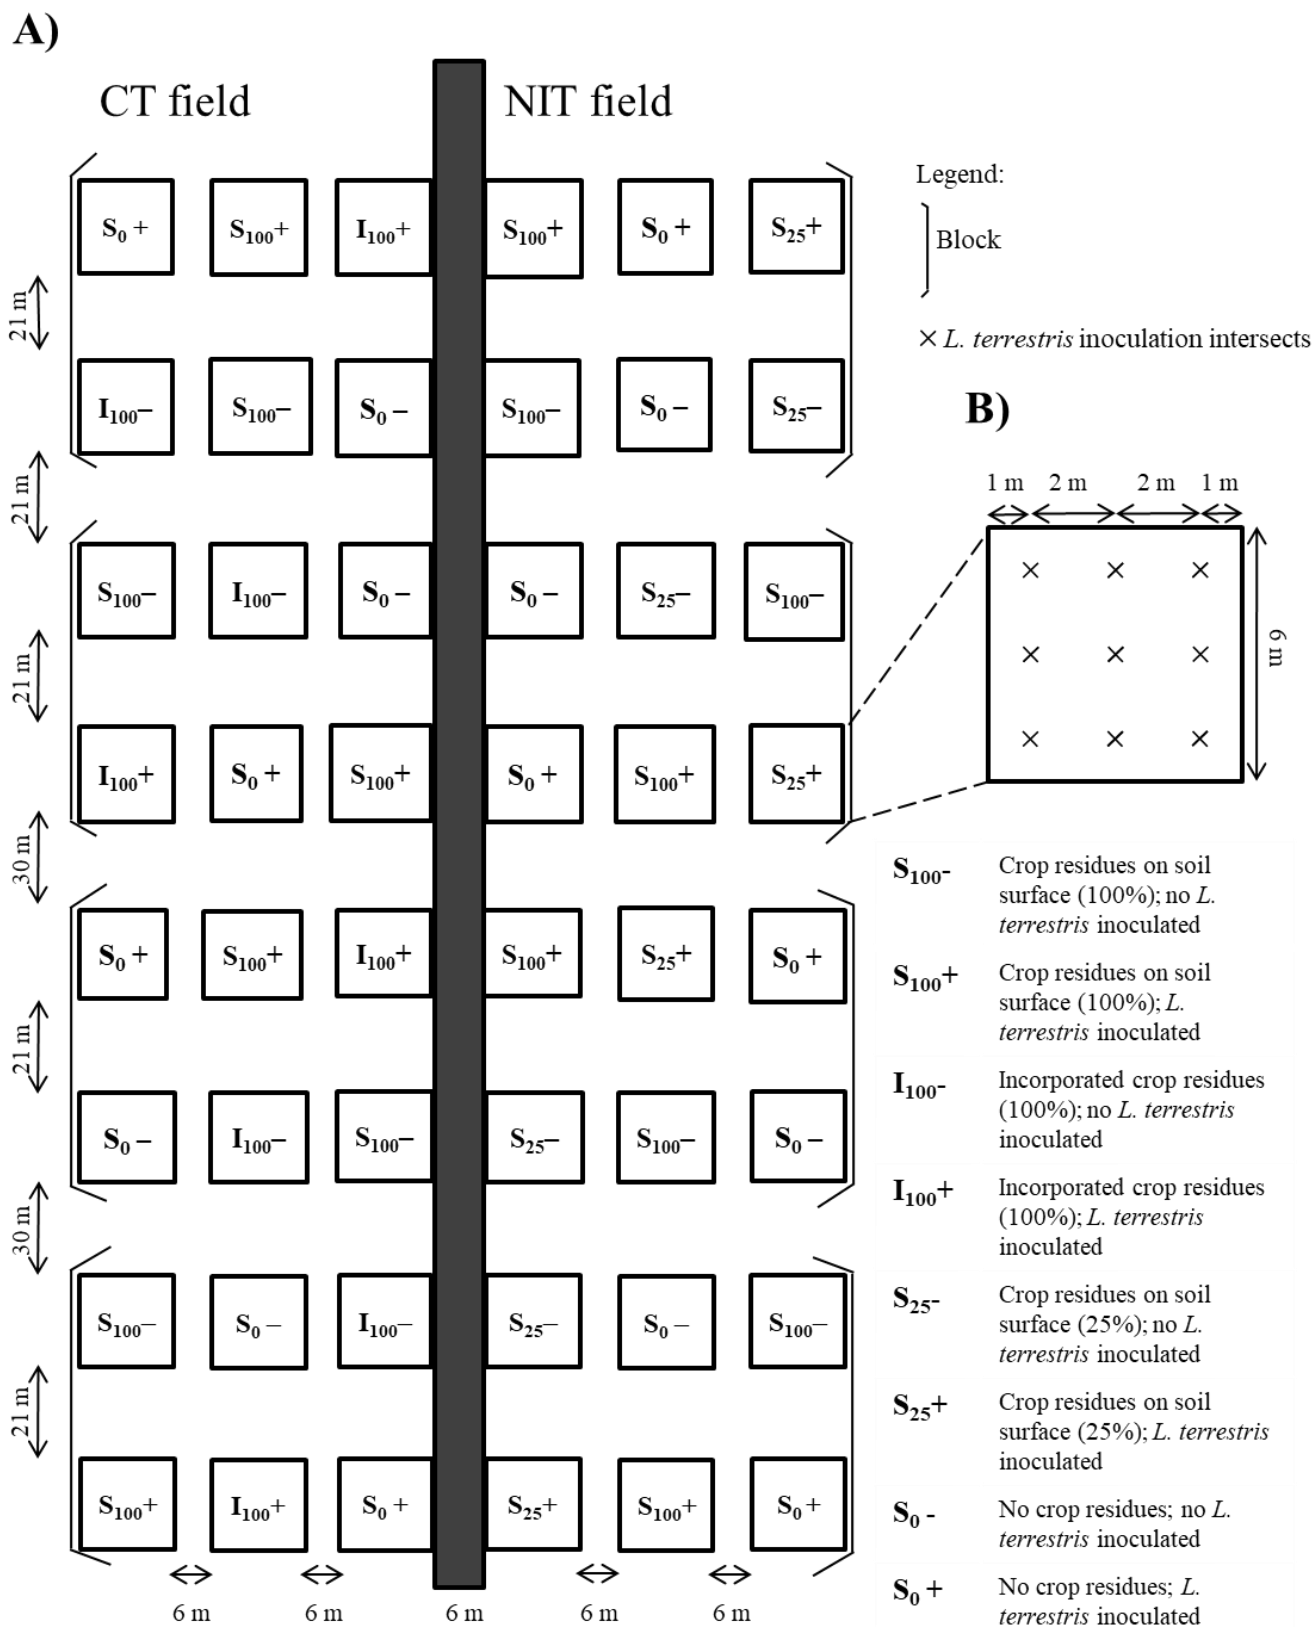 A)
CT field
NIT field
S0 + S100+ I100+ S100+ S0 + S25+
21 m
I100– S100– S0 – S100– S0 – S25–
21 m
S100– I100– S0 – S0 – S25– S100–
21 m
I100+ S0 + S100+ S0 + S100+ S25+
30 m
S0 + S100+ I100+ S100+ S25+ S0 +
21 m
S0 – I100– S100– S25– S100– S0 –
30 m
S100– S0 – I100– S25– S0 – S100–
21 m
S100+ I100+ S0 + S25+ S100+ S0 +
6 m 6 m 6 m 6 m 6 m
Legend:
Block
× L. terrestris inoculation intersects
B)
1 m 2 m 2 m 1 m
6 m
S100- Crop residues on soil
surface (100%); no L.
terrestris inoculated
S100+ Crop residues on soil
surface (100%); L.
terrestris inoculated
I100- Incorporated crop residues
(100%); no L. terrestris
inoculated
I100+ Incorporated crop residues
(100%); L. terrestris
inoculated
S25- Crop residues on soil
surface (25%); no L.
terrestris inoculated
S25+ Crop residues on soil
surface (25%); L. terrestris
inoculated
S0 - No crop residues; no L.
terrestris inoculated
S0 + No crop residues; L.
terrestris inoculated